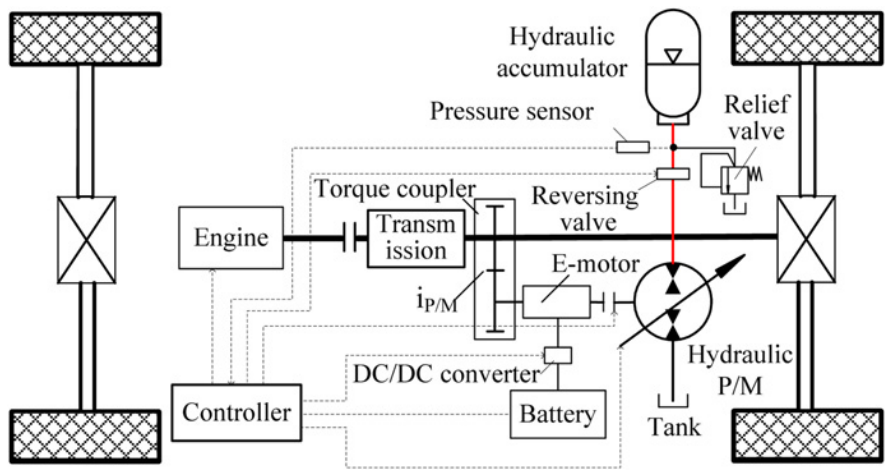 Hydraulic
accumulator
Pressure sensor
Relief
valve
Torque coupler
Reversing
valve
Engine
Transm
ission
E-motor
iP/M
DC/DC converter
Hydraulic
P/M
Controller
Battery
Tank